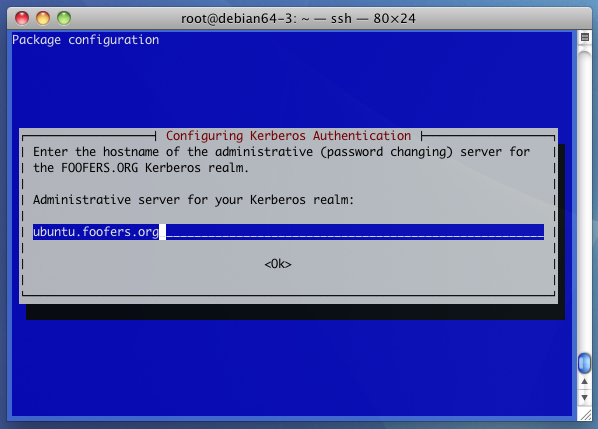 root@debian64-3: ~ — ssh — 80×24
Package configuration
Configuring Kerberos Authentication
Enter the hostname of the administrative (password changing) server for
the FOOFERS.ORG Kerberos realm.
Administrative server for your Kerberos realm:
ubuntu.foofers.org
<Ok>